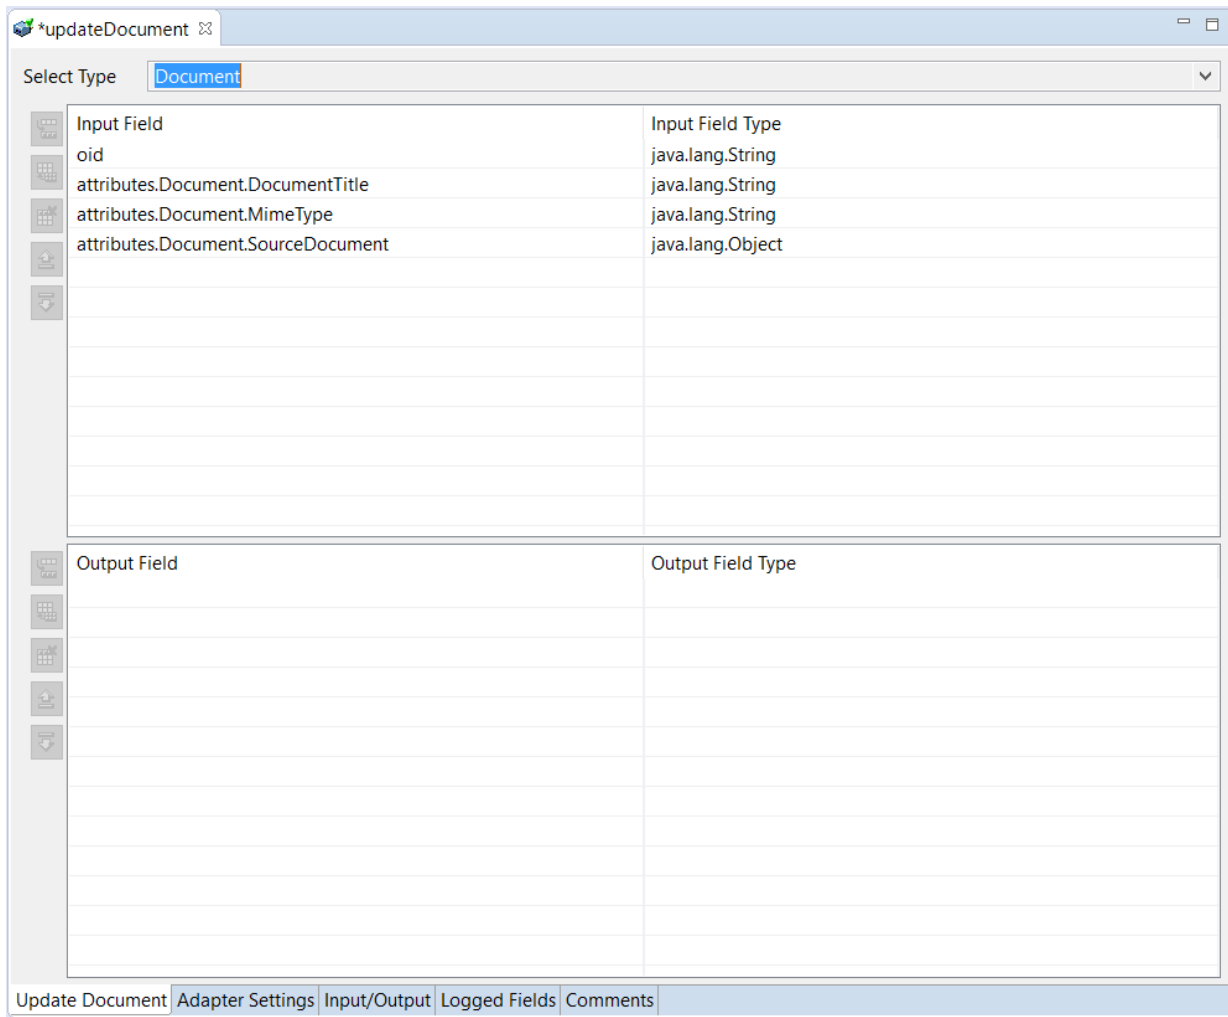 *updateDocument
Select Type Document
Input Field Input Field Type
oid java.lang.String
attributes.Document.DocumentTitle java.lang.String
attributes.Document.MimeType java.lang.String
attributes.Document.SourceDocument java.lang.Object
Output Field Output Field Type
Update Document Adapter Settings Input/Output Logged Fields Comments